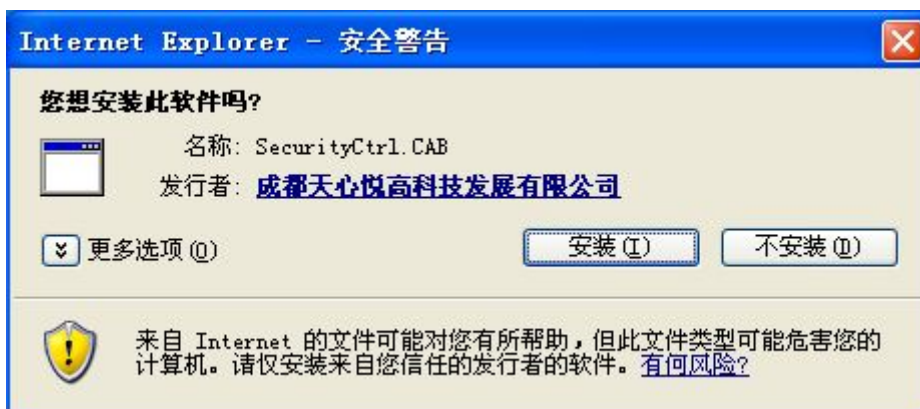 Internet Explorer - 安全警告
您想安装此软件吗?
名称: SecurityCtrl.CAB
发行者: 成都天心悦高科技发展有限公司
更多选项(O)
安装(I)
不安装(D)
来自 Internet 的文件可能对您有所帮助，但此文件类型可能危害您的
计算机。请仅安装来自您信任的发行者的软件。有何风险?